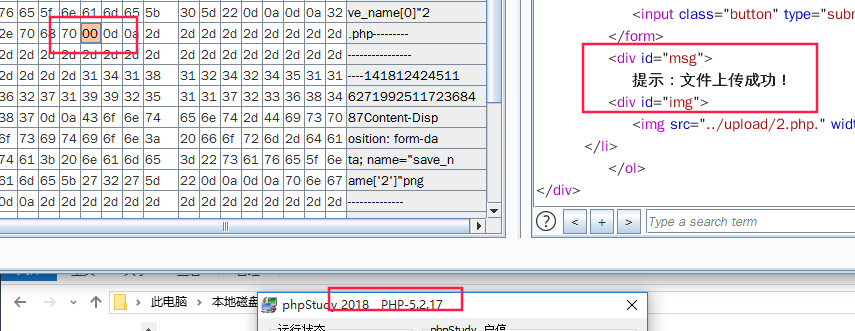 76 65 5f 6e 61 6d 65 5b 30 5d 22 0d 0a 0d 0a 32 ve_name[0]"2
2e 70 68 70 00 0d 0a 2d 2d 2d 2d 2d 2d 2d 2d 2d .php---------
2d 2d 2d 2d 2d 2d 2d 2d 2d 2d 2d 2d 2d 2d 2d 2d ----------------
2d 2d 2d 2d 31 34 31 38 31 32 34 32 34 35 31 31 ----141812424511
36 32 37 31 39 39 32 35 31 31 37 32 33 36 38 34 6271992511723684
38 37 0d 0a 43 6f 6e 74 65 6e 74 2d 44 69 73 70 87Content-Disp
6f 73 69 74 69 6f 6e 3a 20 66 6f 72 6d 2d 64 61 osition: form-da
74 61 3b 20 6e 61 6d 65 3d 22 73 61 76 65 5f 6e ta; name="save_n
61 6d 65 5b 27 32 27 5d 22 0d 0a 0d 0a 70 6e 67 ame['2']"png
0d 0a 2d 2d 2d 2d 2d 2d 2d 2d 2d 2d 2d 2d 2d 2d --------------
<input class="button" type="subm
</form>
<div id="msg">
提示：文件上传成功！
<div id="img">
<img src="../upload/2.php." width=
</li>
</ol>
</div>
? < + > Type a search term
此电脑 › 本地磁盘
phpStudy 2018 PHP-5.2.17
运行状态 phpStudy 启停